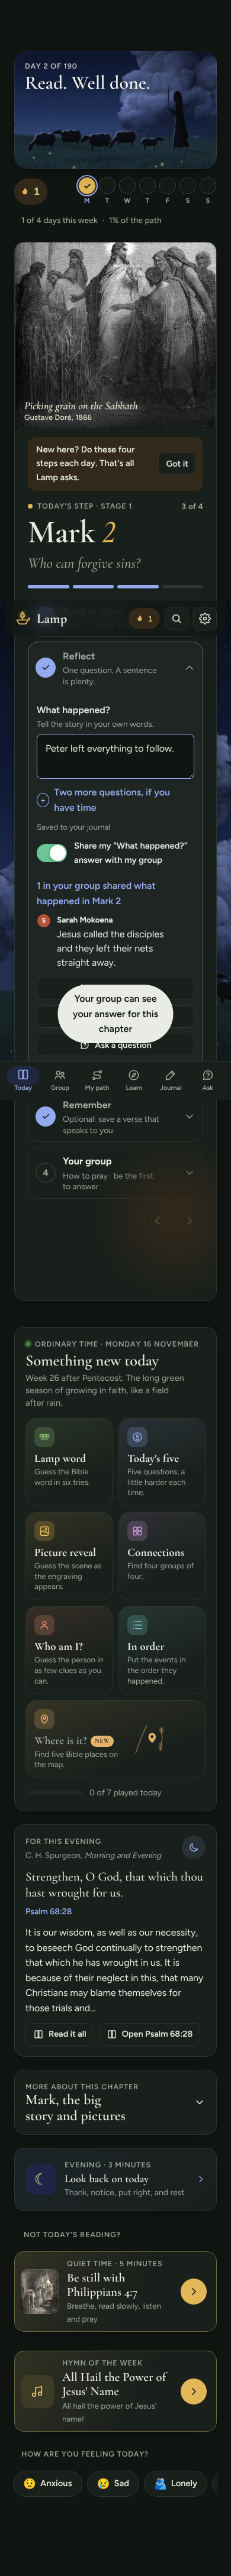 DAY 2 OF 190
Read. Well done.
1
M T W T F S S
1 of 4 days this week · 1% of the path
Picking grain on the Sabbath
Gustave Doré, 1866
New here? Do these four
steps each day. That's all
Lamp asks.
Got it
TODAY'S STEP · STAGE 1
3 of 4
Mark 2
Who can forgive sins?
Lamp
1
Reflect
One question. A sentence
is plenty.
What happened?
Tell the story in your own words.
Peter left everything to follow.
Two more questions, if you
have time
Saved to your journal
Share my "What happened?"
answer with my group
1 in your group shared what
happened in Mark 2
S
Sarah Mokoena
Jesus called the disciples
and they left their nets
straight away.
Your group can see
your answer for this
chapter
Ask a question
Today
Group
My path
Learn
Journal
Ask
Remember
Optional: save a verse that
speaks to you
4
Your group
How to pray · be the first
to answer
ORDINARY TIME · MONDAY 16 NOVEMBER
Something new today
Week 26 after Pentecost. The long green
season of growing in faith, like a field
after rain.
Lamp word
Guess the Bible
word in six tries.
Today's five
Five questions, a
little harder each
time.
Picture reveal
Guess the scene as
the engraving
appears.
Connections
Find four groups of
four.
Who am I?
Guess the person in
as few clues as you
can.
In order
Put the events in
the order they
happened.
Where is it?
NEW
Find five Bible places on
the map.
0 of 7 played today
FOR THIS EVENING
C. H. Spurgeon, Morning and Evening
Strengthen, O God, that which thou
hast wrought for us.
Psalm 68:28
It is our wisdom, as well as our necessity,
to beseech God continually to strengthen
that which he has wrought in us. It is
because of their neglect in this, that many
Christians may blame themselves for
those trials and...
Read it all
Open Psalm 68:28
MORE ABOUT THIS CHAPTER
Mark, the big
story and pictures
EVENING · 3 MINUTES
Look back on today
Thank, notice, put right, and rest
NOT TODAY'S READING?
QUIET TIME · 5 MINUTES
Be still with
Philippians 4:7
Breathe, read slowly, listen
and pray
HYMN OF THE WEEK
All Hail the Power of
Jesus' Name
All hail the power of Jesus'
name!
HOW ARE YOU FEELING TODAY?
Anxious
Sad
Lonely